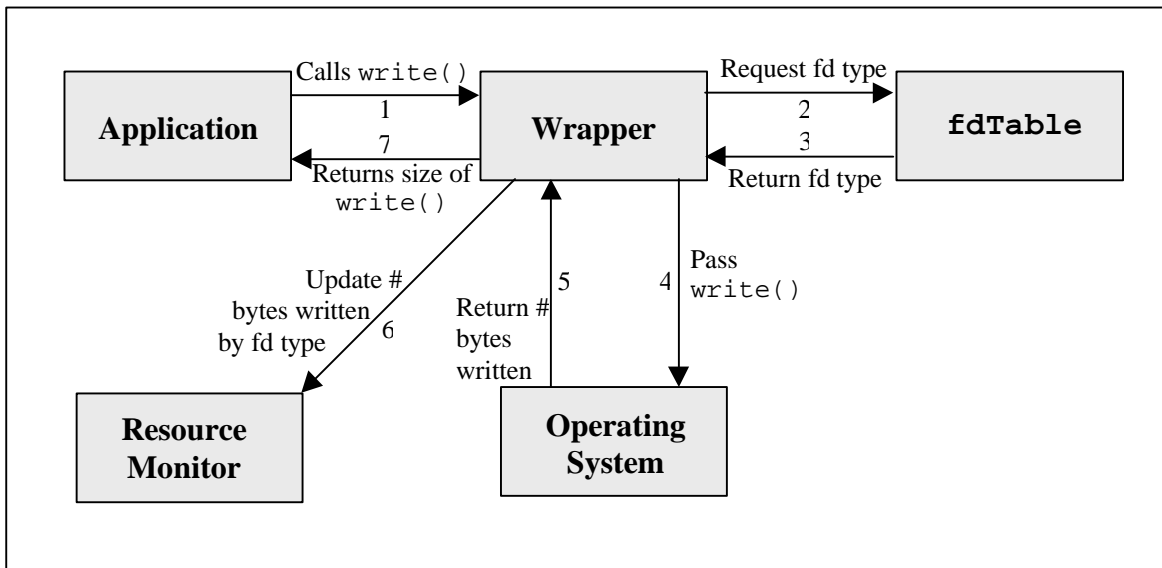 Calls write()
1
Application
7
Returns size of
write()
Wrapper
Request fd type
2
3
Return fd type
fdTable
Update #
bytes written
by fd type
6
5
Return #
bytes
written
4
Pass
write()
Resource
Monitor
Operating
System